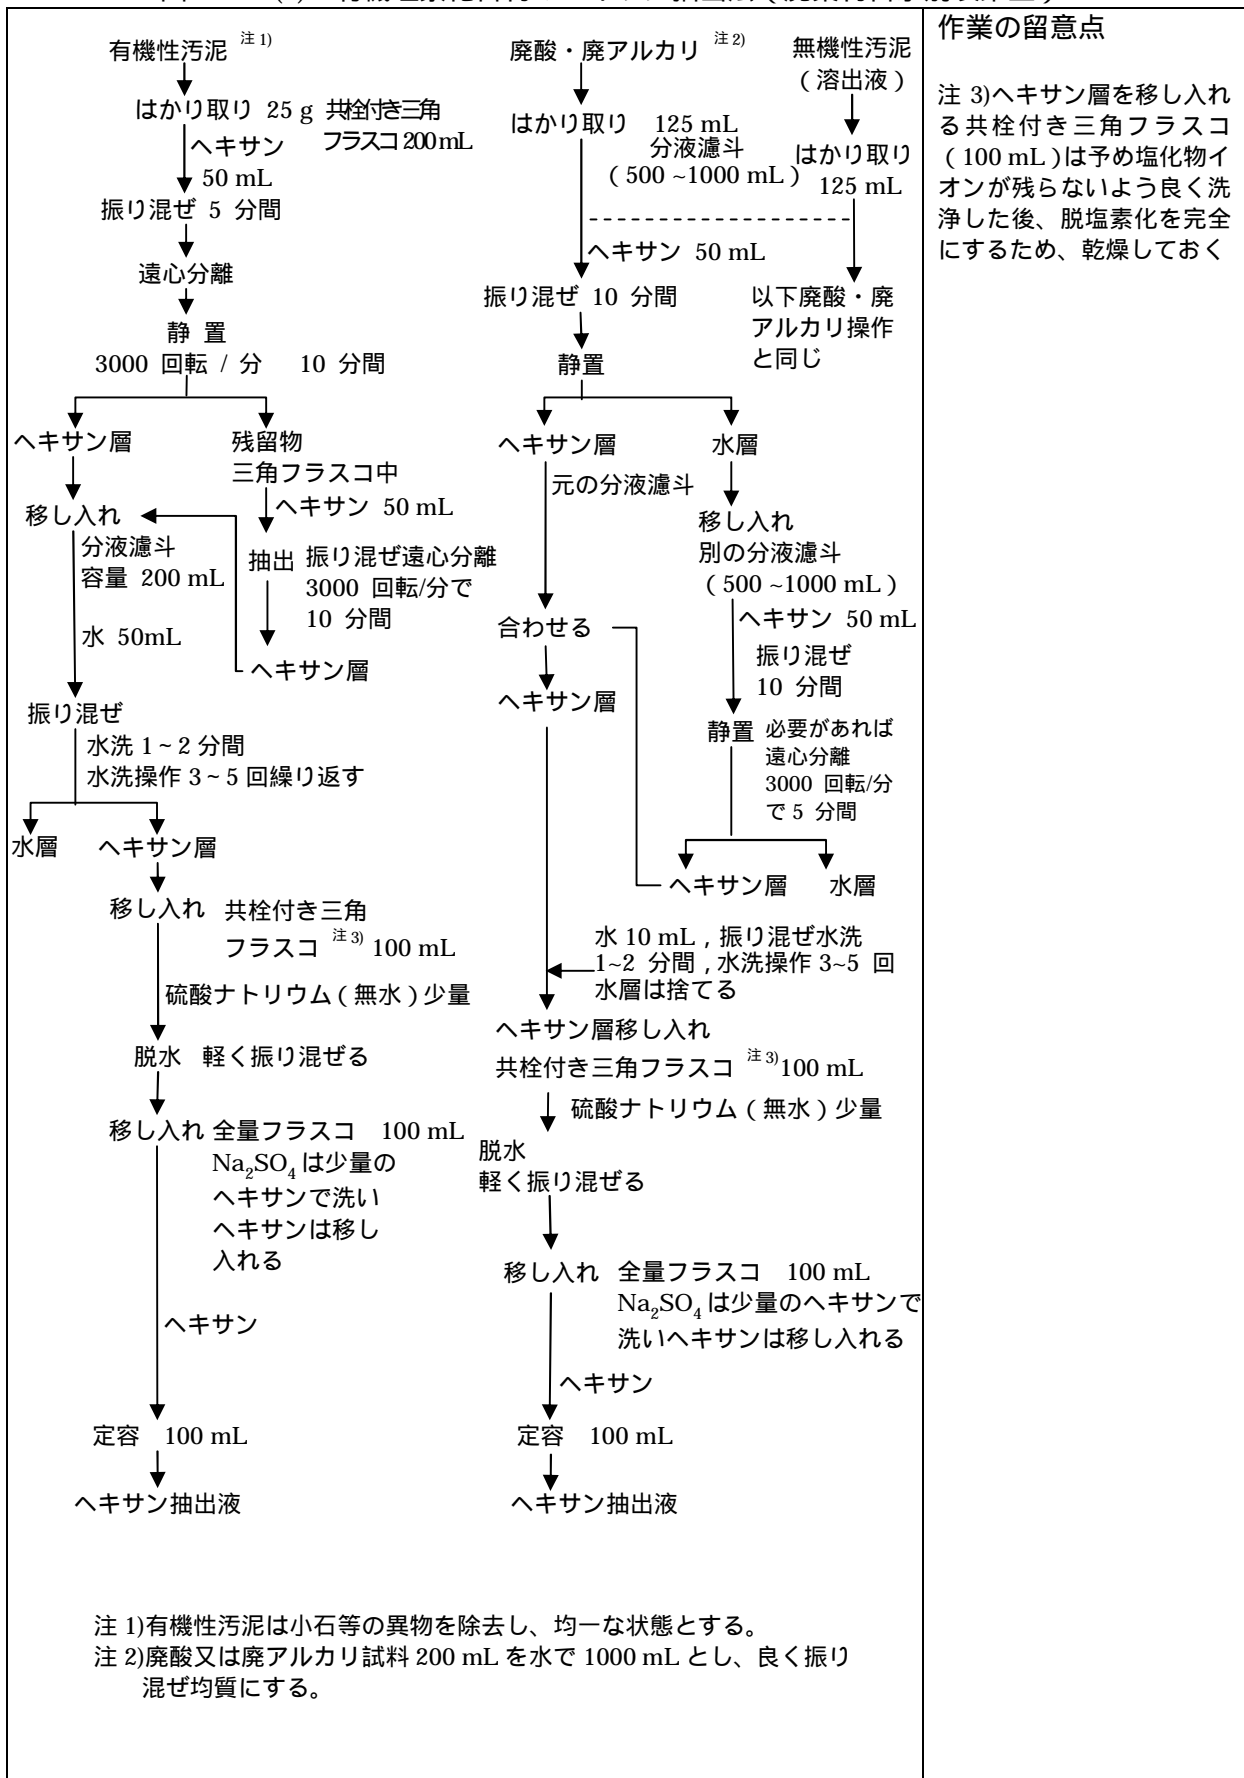 有機性汚泥 注1)
はかり取り 25 g 共栓付き三角
フラスコ 200 mL
ヘキサン
50 mL
振り混ぜ 5 分間
遠心分離
静 置
3000 回転 / 分 10 分間
ヘキサン層
残留物
三角フラスコ中
ヘキサン 50 mL
移し入れ
分液濾斗
容量 200 mL
抽出 振り混ぜ遠心分離
3000 回転/分で
10 分間
水 50mL
ヘキサン層
振り混ぜ
水洗 1 ~ 2 分間
水洗操作 3 ~ 5 回繰り返す
水層 ヘキサン層
移し入れ 共栓付き三角
フラスコ 注3) 100 mL
硫酸ナトリウム ( 無水 ) 少量
脱水 軽く振り混ぜる
移し入れ 全量フラスコ 100 mL
Na2SO4 は少量の
ヘキサンで洗い
ヘキサンは移し
入れる
ヘキサン
定容 100 mL
ヘキサン抽出液
廃酸・廃アルカリ 注2)
はかり取り 125 mL
分液濾斗
( 500 ~1000 mL )
無機性汚泥
( 溶出液 )
はかり取り
125 mL
ヘキサン 50 mL
振り混ぜ 10 分間
以下廃酸・廃
アルカリ操作
と同じ
静置
ヘキサン層 水層
元の分液濾斗
移し入れ
別の分液濾斗
( 500 ~1000 mL )
ヘキサン 50 mL
合わせる
振り混ぜ
10 分間
ヘキサン層
静置 必要があれば
遠心分離
3000 回転/分
で 5 分間
ヘキサン層 水層
水 10 mL , 振り混ぜ水洗
1~2 分間 , 水洗操作 3~5 回
水層は捨てる
ヘキサン層移し入れ
共栓付き三角フラスコ 注3) 100 mL
硫酸ナトリウム ( 無水 ) 少量
脱水
軽く振り混ぜる
移し入れ 全量フラスコ 100 mL
Na2SO4 は少量のヘキサンで
洗いヘキサンは移し入れる
ヘキサン
定容 100 mL
ヘキサン抽出液
注 1)有機性汚泥は小石等の異物を除去し、均一な状態とする。
注 2)廃酸又は廃アルカリ試料 200 mL を水で 1000 mL とし、良く振り
混ぜ均質にする。
作業の留意点
注 3)ヘキサン層を移し入れ
る共栓付き三角フラスコ
( 100 mL )は予め塩化物イ
オンが残らないよう良く洗
浄した後、脱塩素化を完全
にするため、乾燥しておく